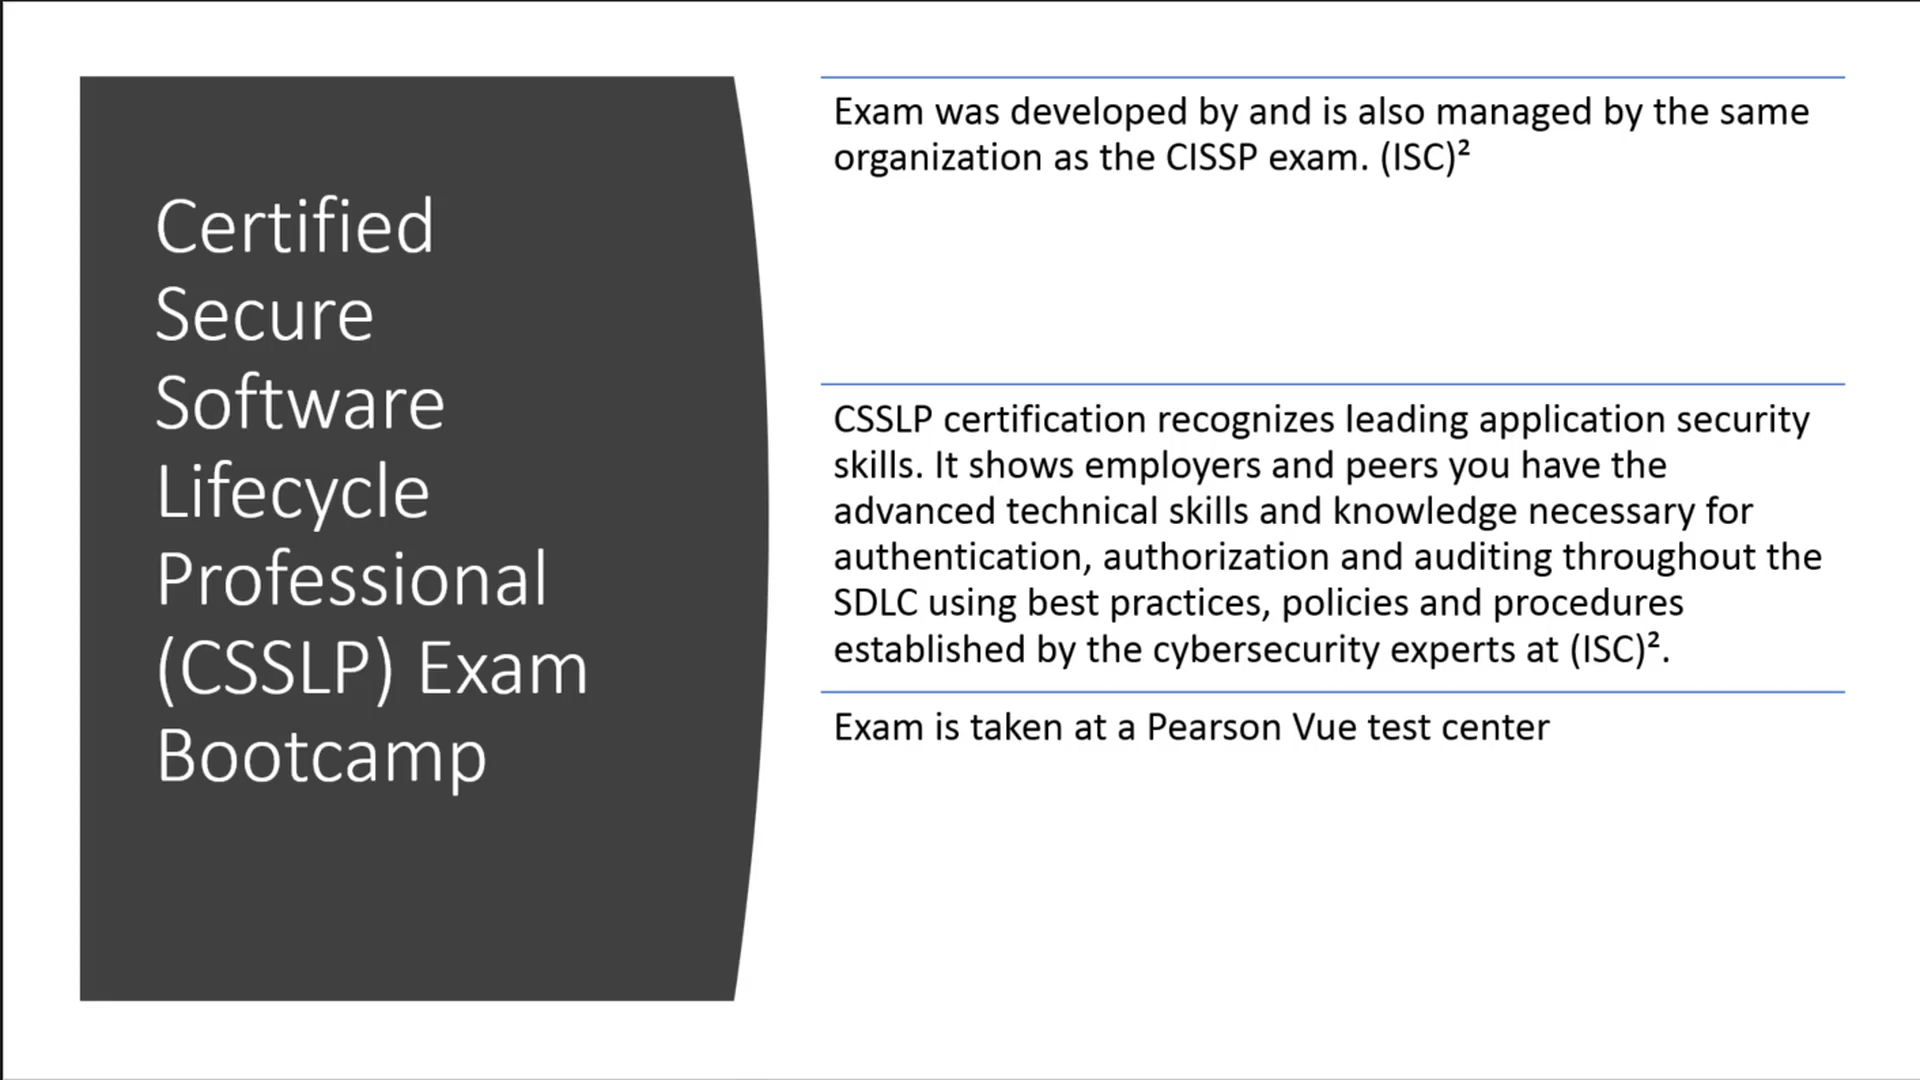 Certified
Secure
Software
Lifecycle
Professional
(CSSLP) Exam
Bootcamp
Exam was developed by and is also managed by the same
organization as the CISSP exam. (ISC)²
CSSLP certification recognizes leading application security
skills. It shows employers and peers you have the
advanced technical skills and knowledge necessary for
authentication, authorization and auditing throughout the
SDLC using best practices, policies and procedures
established by the cybersecurity experts at (ISC)².
Exam is taken at a Pearson Vue test center